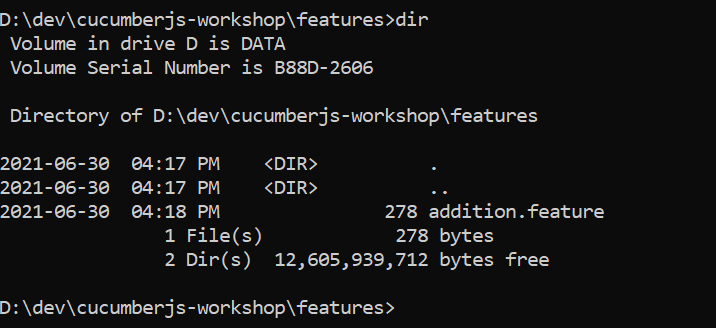 D:\dev\cucumberjs-workshop\features>dir
 Volume in drive D is DATA
 Volume Serial Number is B88D-2606

 Directory of D:\dev\cucumberjs-workshop\features

2021-06-30  04:17 PM    <DIR>          .
2021-06-30  04:17 PM    <DIR>          ..
2021-06-30  04:18 PM               278 addition.feature
               1 File(s)            278 bytes
               2 Dir(s)  12,605,939,712 bytes free

D:\dev\cucumberjs-workshop\features>